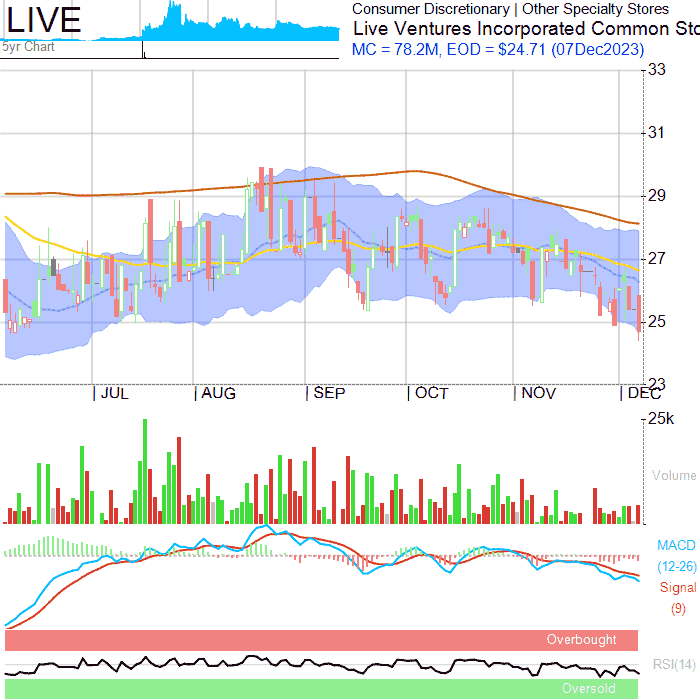 LIVE
5yr Chart
Consumer Discretionary | Other Specialty Stores
Live Ventures Incorporated Common Sto
MC = 78.2M, EOD = $24.71 (07Dec2023)
33
31
29
27
25
23
JUL AUG SEP OCT NOV DEC
25k
Volume
MACD
(12-26)
Signal
(9)
Overbought
RSI(14)
Oversold